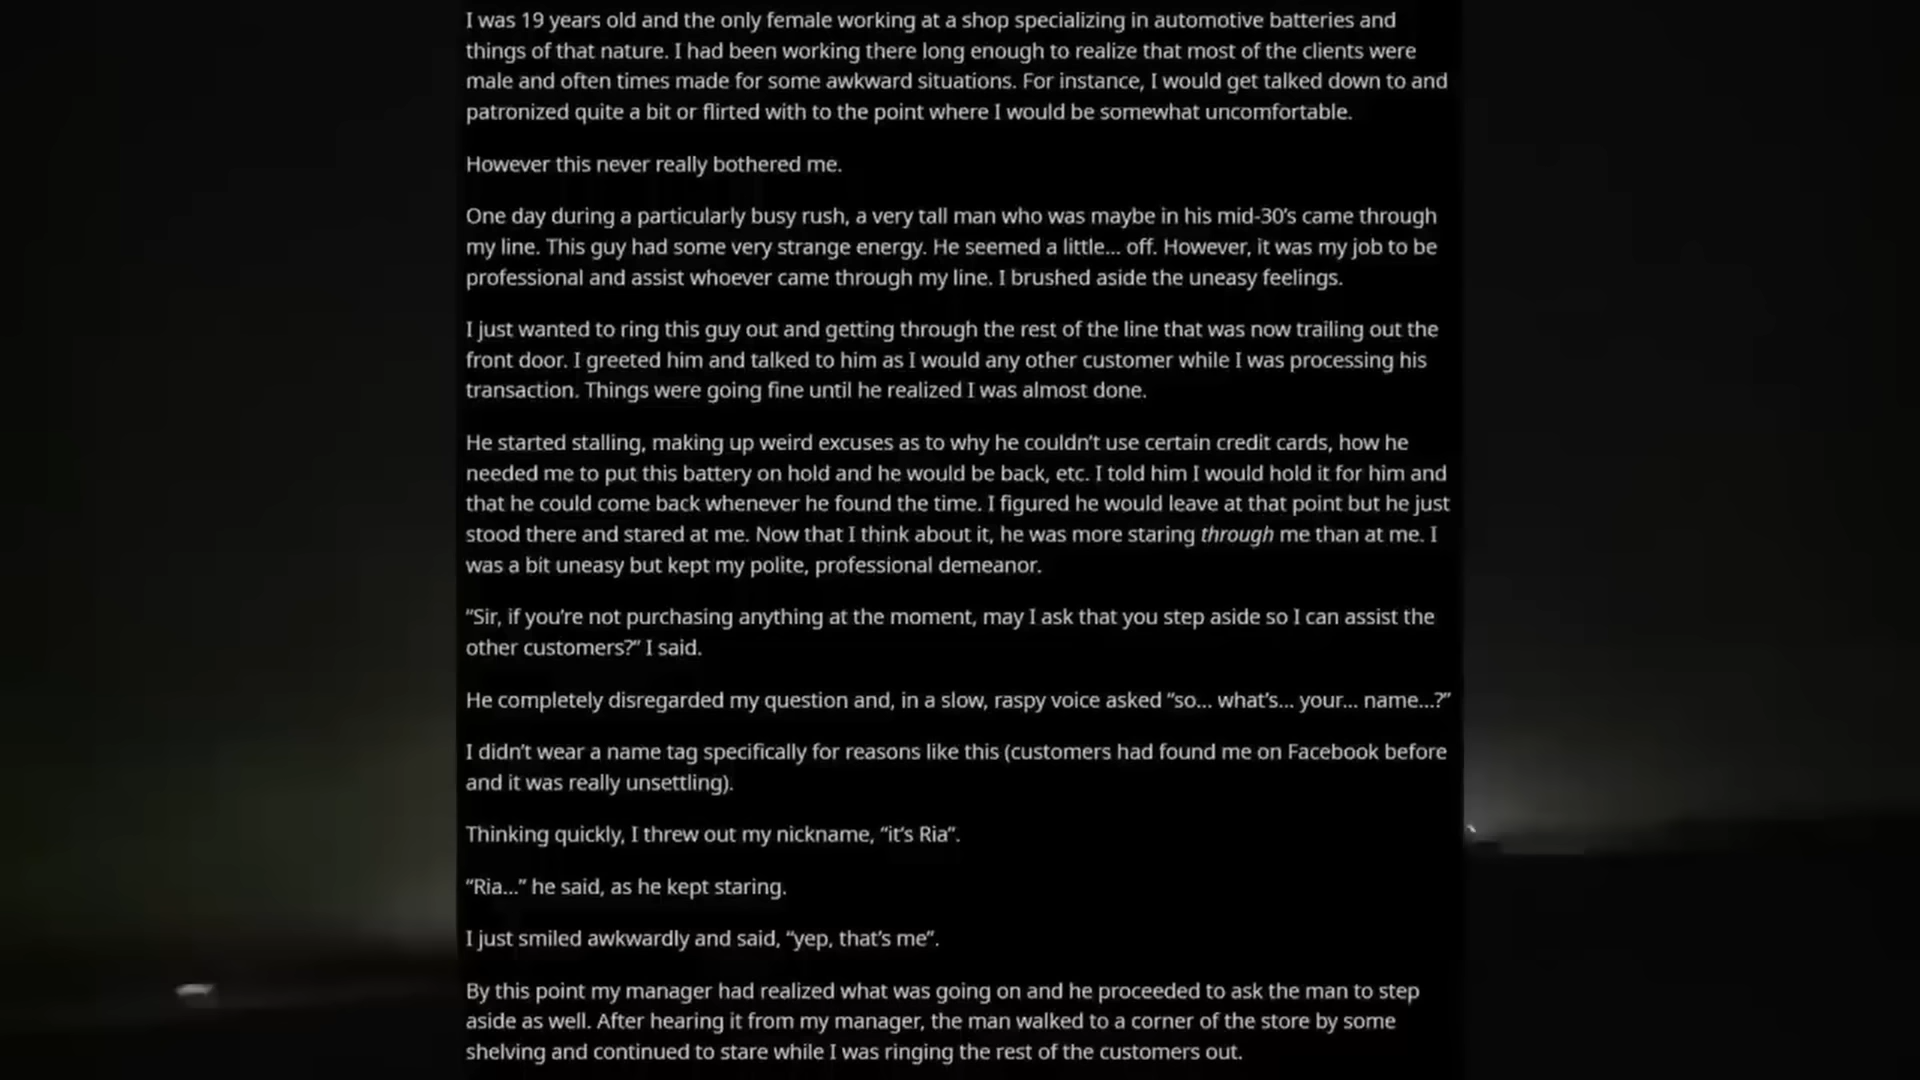 I was 19 years old and the only female working at a shop specializing in automotive batteries and
things of that nature. I had been working there long enough to realize that most of the clients were
male and often times made for some awkward situations. For instance, I would get talked down to and
patronized quite a bit or flirted with to the point where I would be somewhat uncomfortable.
However this never really bothered me.
One day during a particularly busy rush, a very tall man who was maybe in his mid-30’s came through
my line. This guy had some very strange energy. He seemed a little... off. However, it was my job to be
professional and assist whoever came through my line. I brushed aside the uneasy feelings.
I just wanted to ring this guy out and getting through the rest of the line that was now trailing out the
front door. I greeted him and talked to him as I would any other customer while I was processing his
transaction. Things were going fine until he realized I was almost done.
He started stalling, making up weird excuses as to why he couldn’t use certain credit cards, how he
needed me to put this battery on hold and he would be back, etc. I told him I would hold it for him and
that he could come back whenever he found the time. I figured he would leave at that point but he just
stood there and stared at me. Now that I think about it, he was more staring through me than at me. I
was a bit uneasy but kept my polite, professional demeanor.
“Sir, if you’re not purchasing anything at the moment, may I ask that you step aside so I can assist the
other customers?” I said.
He completely disregarded my question and, in a slow, raspy voice asked “so... what’s... your... name...?”
I didn’t wear a name tag specifically for reasons like this (customers had found me on Facebook before
and it was really unsettling).
Thinking quickly, I threw out my nickname, “it’s Ria”.
“Ria...” he said, as he kept staring.
I just smiled awkwardly and said, “yep, that’s me”.
By this point my manager had realized what was going on and he proceeded to ask the man to step
aside as well. After hearing it from my manager, the man walked to a corner of the store by some
shelving and continued to stare while I was ringing the rest of the customers out.